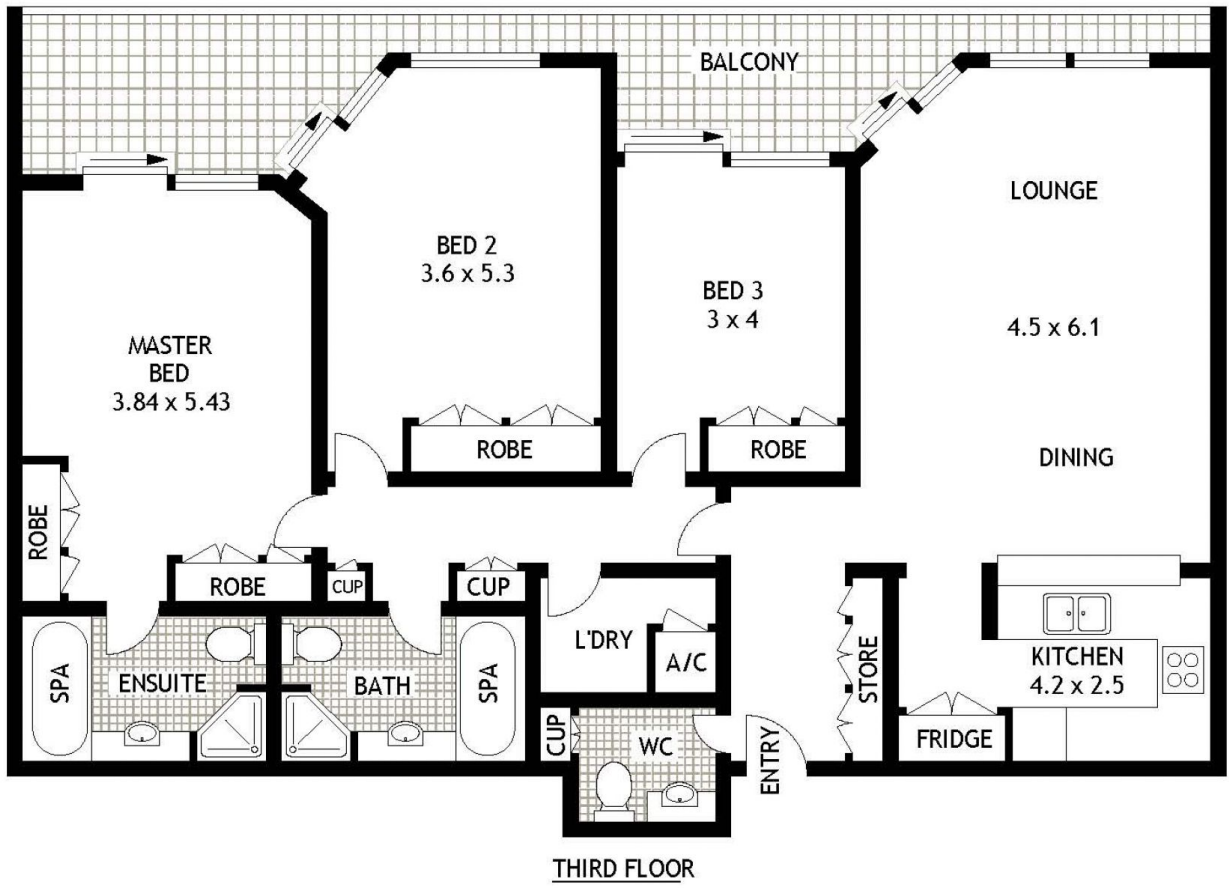 BALCONY
LOUNGE
BED 2
3.6 x 5.3
BED 3
3 x 4
4.5 x 6.1
MASTER
BED
3.84 x 5.43
ROBE
ROBE
DINING
ROBE
ROBE
CUP
CUP
L'DRY
A/C
STORE
KITCHEN
4.2 x 2.5
SPA
ENSUITE
BATH
SPA
CUP
WC
ENTRY
FRIDGE
THIRD FLOOR